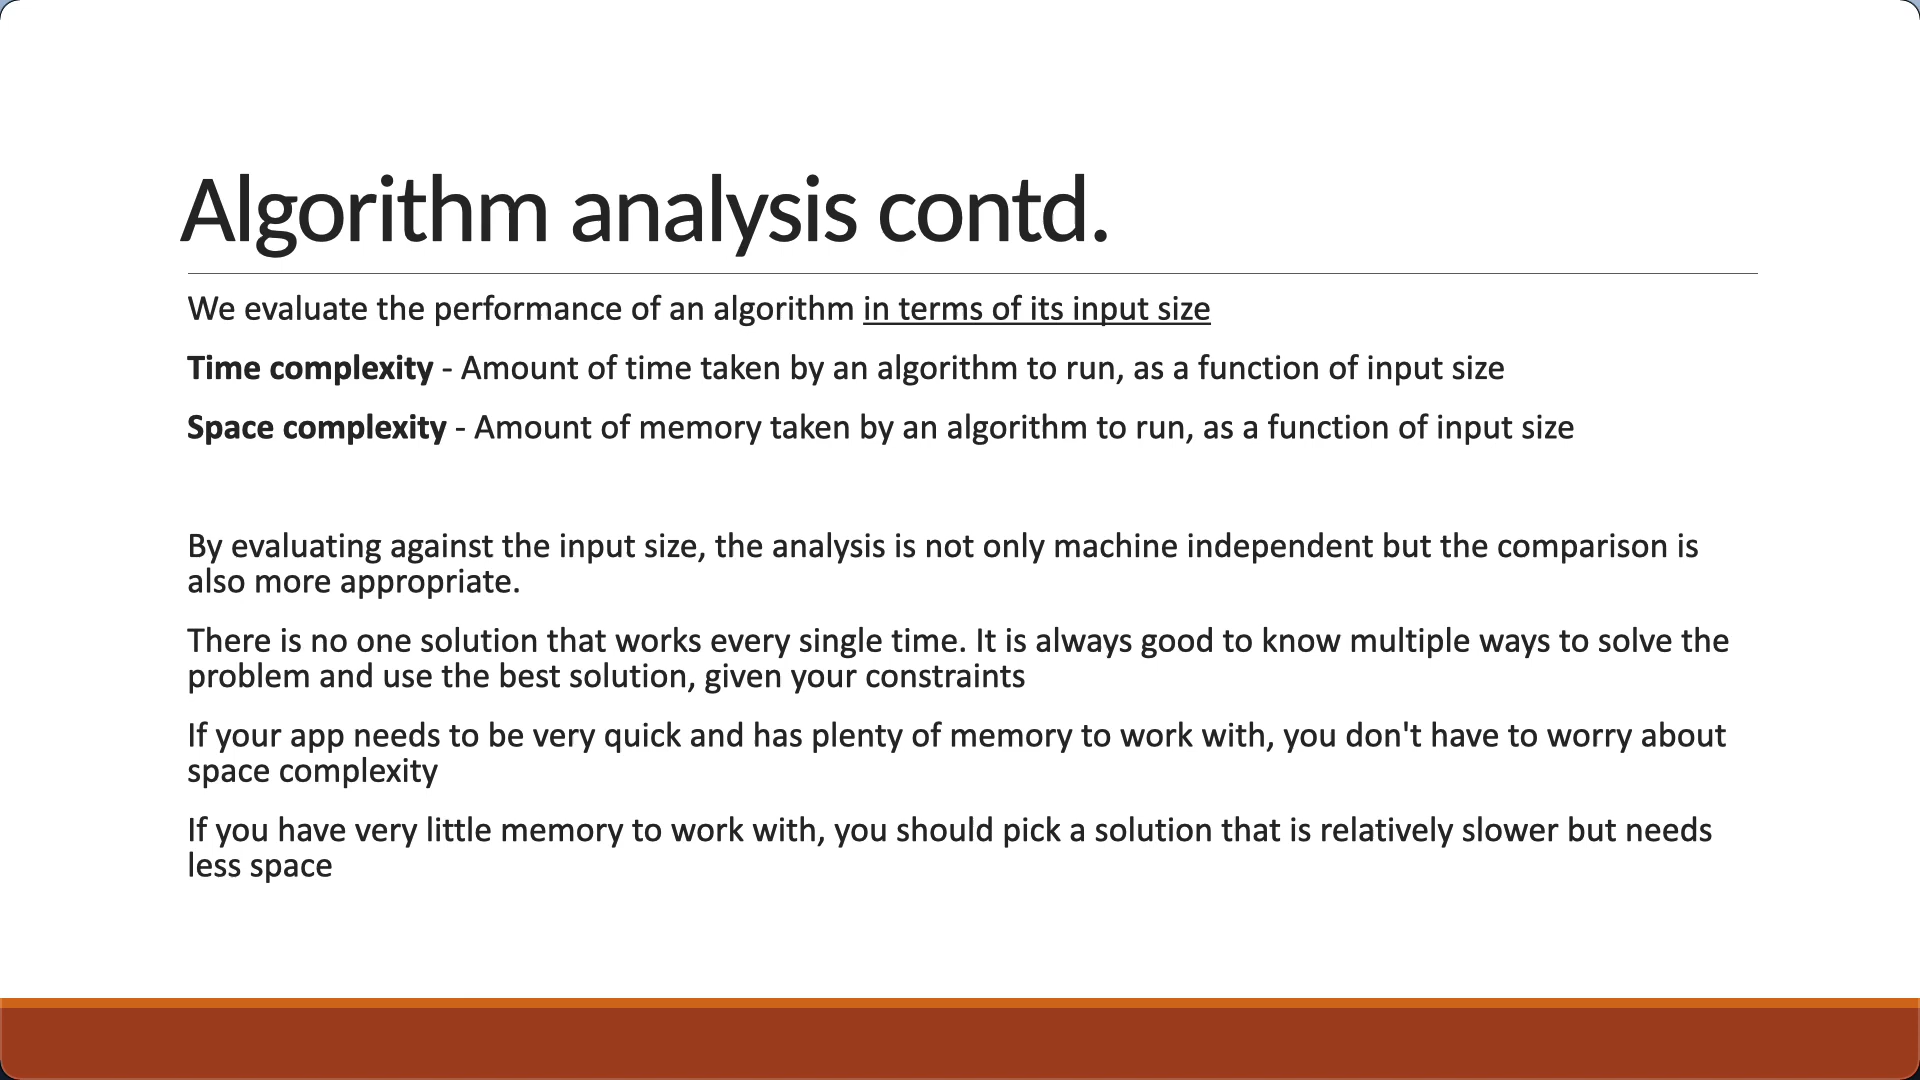 Algorithm analysis contd.
We evaluate the performance of an algorithm in terms of its input size
Time complexity - Amount of time taken by an algorithm to run, as a function of input size
Space complexity - Amount of memory taken by an algorithm to run, as a function of input size
By evaluating against the input size, the analysis is not only machine independent but the comparison is
also more appropriate.
There is no one solution that works every single time. It is always good to know multiple ways to solve the
problem and use the best solution, given your constraints
If your app needs to be very quick and has plenty of memory to work with, you don't have to worry about
space complexity
If you have very little memory to work with, you should pick a solution that is relatively slower but needs
less space